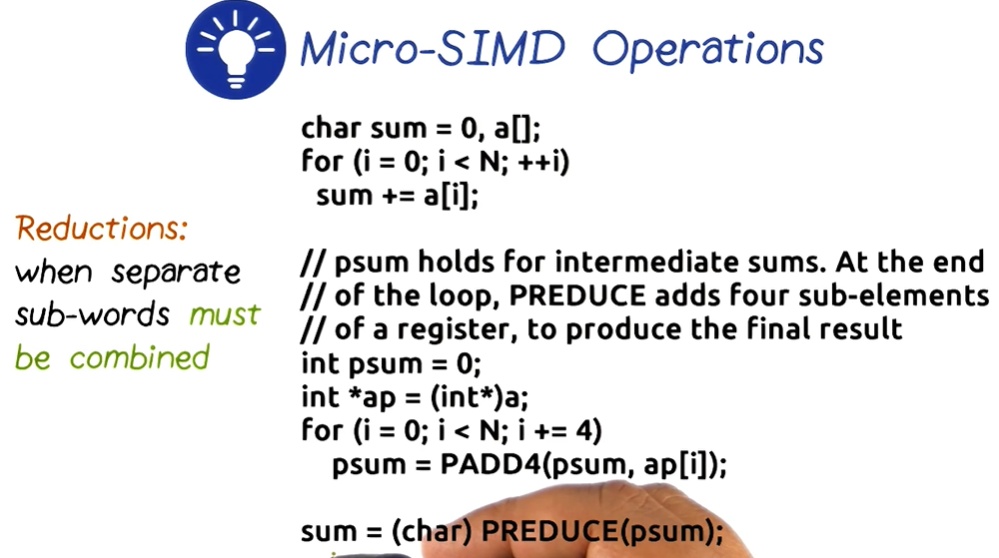 Micro-SIMD Operations
char sum = 0, a[];
for (i = 0; i < N; ++i)
sum += a[i];
Reductions:
when separate
sub-words must
be combined
// psum holds for intermediate sums. At the end
// of the loop, PREDUCE adds four sub-elements
// of a register, to produce the final result
int psum = 0;
int *ap = (int*)a;
for (i = 0; i < N; i += 4)
psum = PADD4(psum, ap[i]);
sum = (char) PREDUCE(psum);